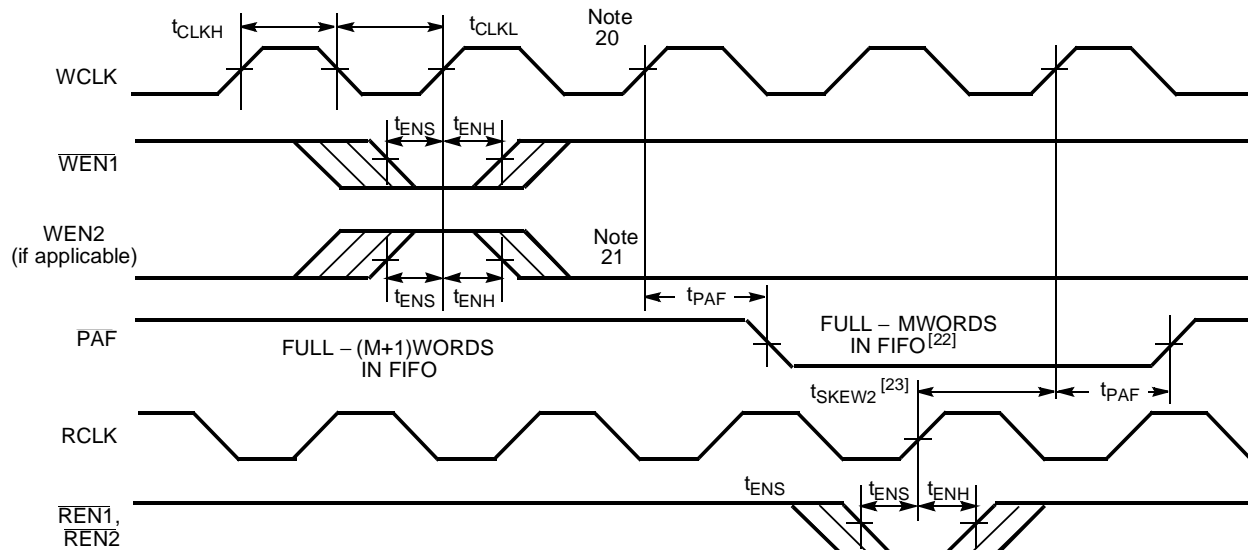 tCLKH
tCLKL
Note
20
WCLK
tENS
tENH
WEN1
WEN2
(if applicable)
Note
21
tENS
tENH
tPAF
PAF
FULL – (M+1)WORDS
IN FIFO
FULL – MWORDS
IN FIFO[22]
tSKEW2 [23]
tPAF
RCLK
tENS
tENS
tENH
REN1,
REN2